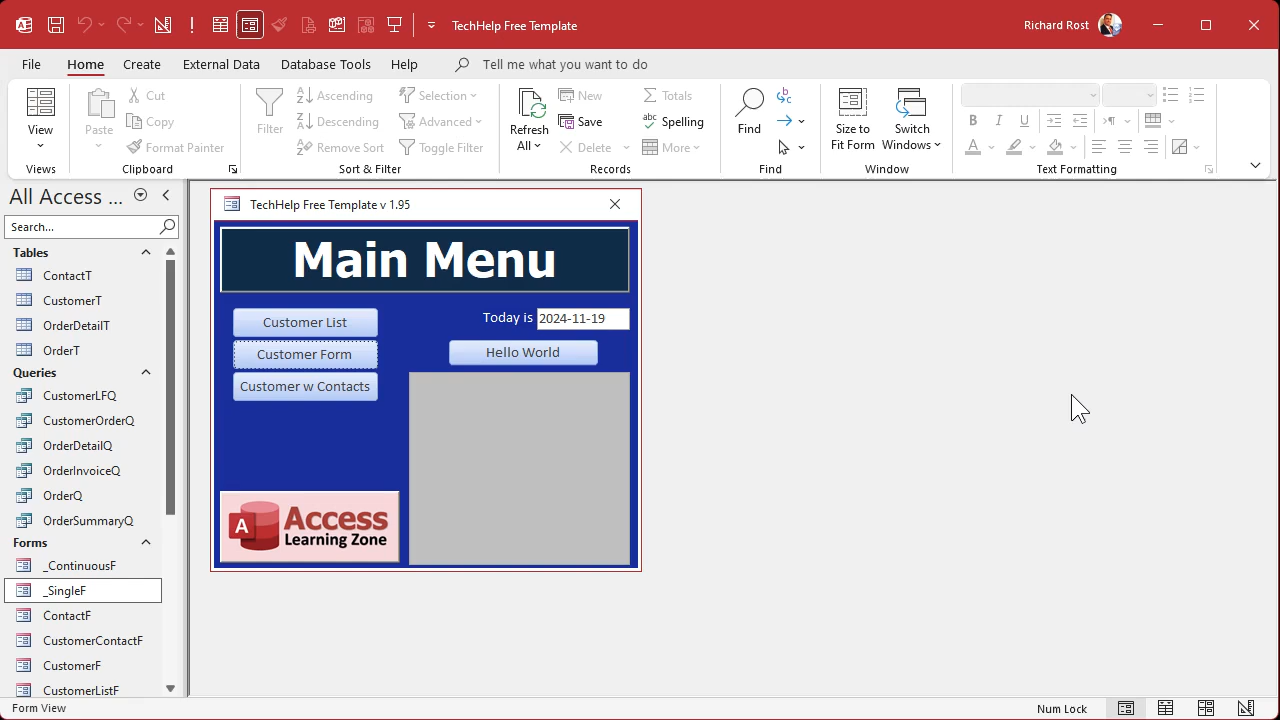 TechHelp Free Template
Richard Rost
File
Home
Create
External Data
Database Tools
Help
Tell me what you want to do
View
Views
Paste
Cut
Copy
Format Painter
Clipboard
Filter
Ascending
Descending
Remove Sort
Selection
Advanced
Toggle Filter
Sort & Filter
Refresh
All
New
Save
Delete
Totals
Spelling
More
Records
Find
Find
Size to
Fit Form
Switch
Windows
Window
B I U
A
Text Formatting
All Access ...
Search...
Tables
ContactT
CustomerT
OrderDetailT
OrderT
Queries
CustomerLFQ
CustomerOrderQ
OrderDetailQ
OrderInvoiceQ
OrderQ
OrderSummaryQ
Forms
_ContinuousF
_SingleF
ContactF
CustomerContactF
CustomerF
CustomerListF
TechHelp Free Template v 1.95
Main Menu
Customer List
Customer Form
Customer w Contacts
Today is 2024-11-19
Hello World
A Access
Learning Zone
Form View
Num Lock